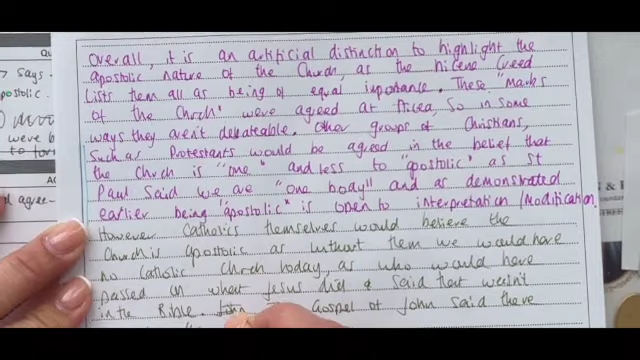 Overall, it is an artificial distinction to highlight the
apostolic nature of the Church, as the Nicene Creed
lists them all as being of equal importance. These "Marks
of the Church" were agreed at Nicea, so in some
ways they aren't debateable. Other groups of Christians,
such as Protestants would be agreed in the belief that
the Church is "one" and less to "apostolic" as St
Paul said we are "one body" and as demonstrated
earlier being "apostolic" is open to interpretation/modification.
However Catholics themselves would believe the
Church is apostolic as without them we would have
no Catholic Church today, as who would have
passed on what Jesus did & said that wasn't
in the Bible. Gospel of John said there
says
postolic.
were b
agree -